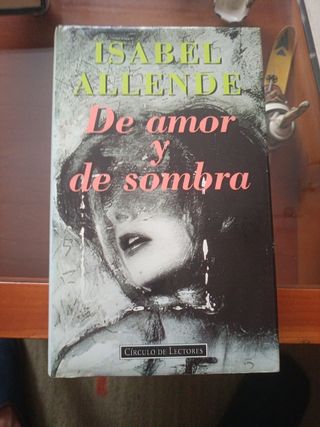 ISABEL
ALLENDE
De amor
y
de sombra
CÍRCULO DE LECTORES